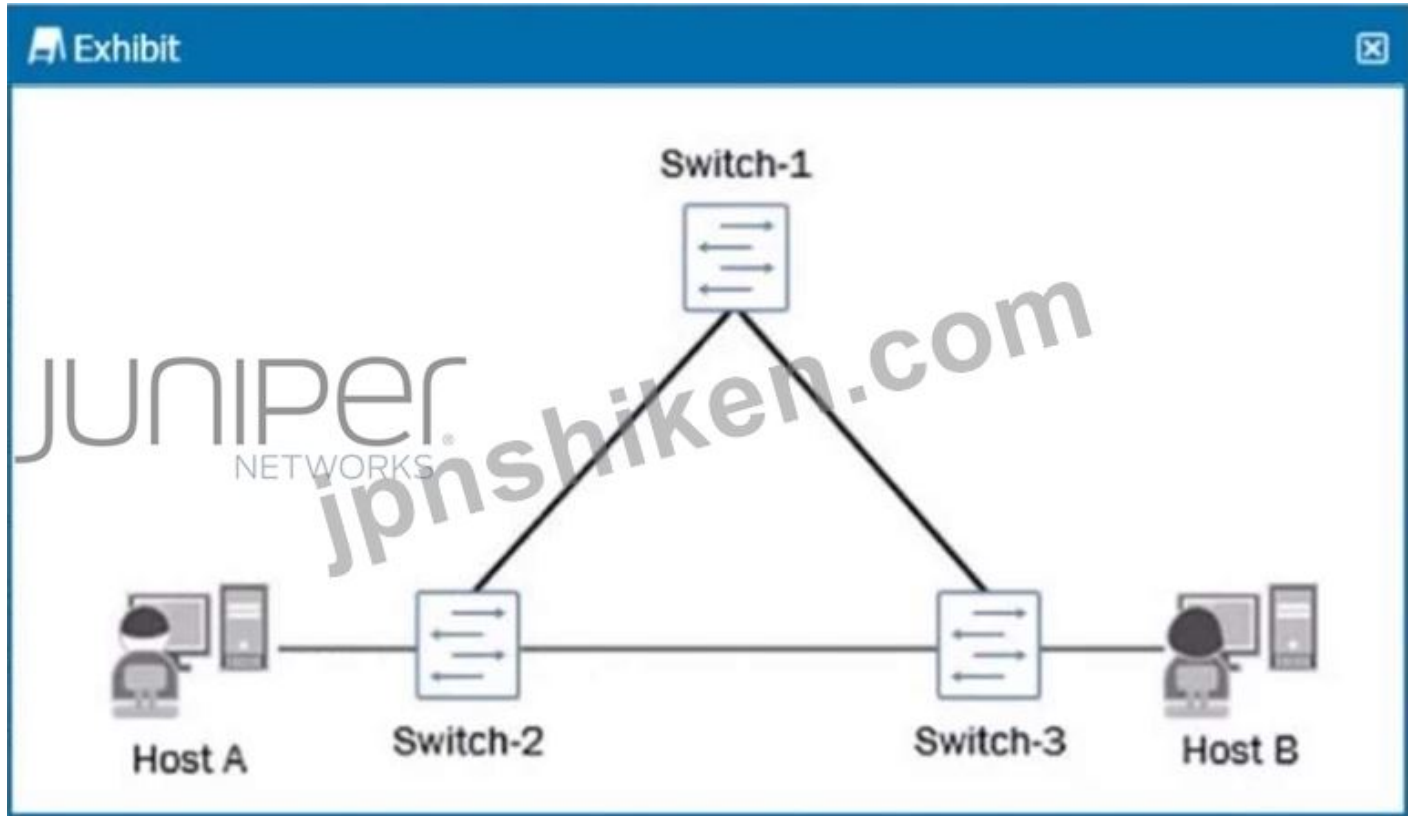 Exhibit
Switch-1
JUNIPER
NETWORKS
jpnshiken.com
Switch-2
Switch-3
Host A
Host B